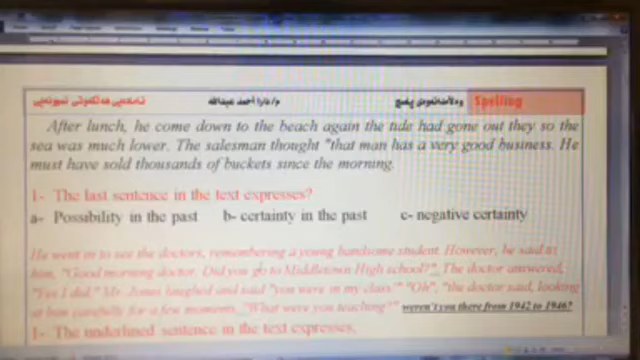 م/دارا أحمد عبدالله Spelling
After lunch, he come down to the beach again the tide had gone out they so the
sea was much lower. The salesman thought "that man has a very good business. He
must have sold thousands of buckets since the morning.
1- The last sentence in the text expresses?
a- Possibility in the past b- certainty in the past c- negative certainty
He went in to see the doctors, remembering a young handsome student. However, he said to
him, "Good morning doctor. Did you go to Middletown High school?" The doctor answered,
"Yes I did." Mr. Jones laughed and said "you were in my class!" "Oh", "the doctor said, looking
at him carefully for a few moments. "What were you teaching?" weren't you there from 1942 to 1946?
1- The underlined sentence in the text expresses.